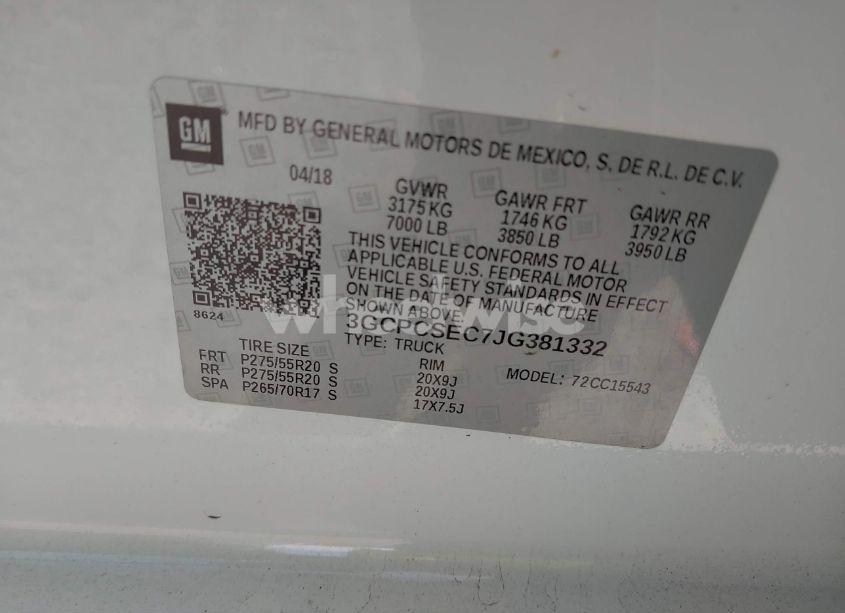 GM
MFD BY GENERAL MOTORS DE MEXICO, S. DE R.L. DE C.V.
04/18
GVWR GAWR FRT GAWR RR
3175 KG 1746 KG 1792 KG
7000 LB 3850 LB 3950 LB
THIS VEHICLE CONFORMS TO ALL
APPLICABLE U.S. FEDERAL MOTOR
VEHICLE SAFETY STANDARDS IN EFFECT
ON THE DATE OF MANUFACTURE
SHOWN ABOVE.
8624
wheelwise
3GCPCSEC7JG381332
TYPE: TRUCK
TIRE SIZE RIM MODEL: 72CC15543
FRT P275/55R20 S 20X9J
RR P275/55R20 S 20X9J
SPA P265/70R17 S 17X7.5J